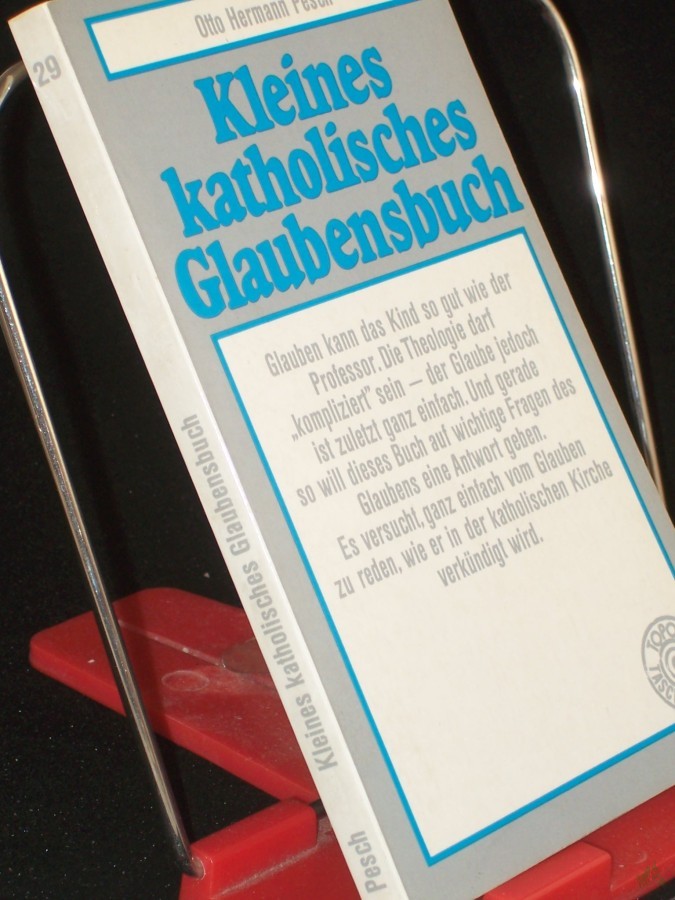 Otto Hermann Pesch
Kleines
katholisches
Glaubensbuch
Glauben kann das Kind so gut wie der
Professor. Die Theologie darf
„kompliziert" sein — der Glaube jedoch
ist zuletzt ganz einfach. Und gerade
so will dieses Buch auf wichtige Fragen des
Glaubens eine Antwort geben.
Es versucht, ganz einfach vom Glauben
zu reden, wie er in der katholischen Kirche
verkündigt wird.
TOPO
TASC
29
Kleines katholisches Glaubensbuch
Pesch